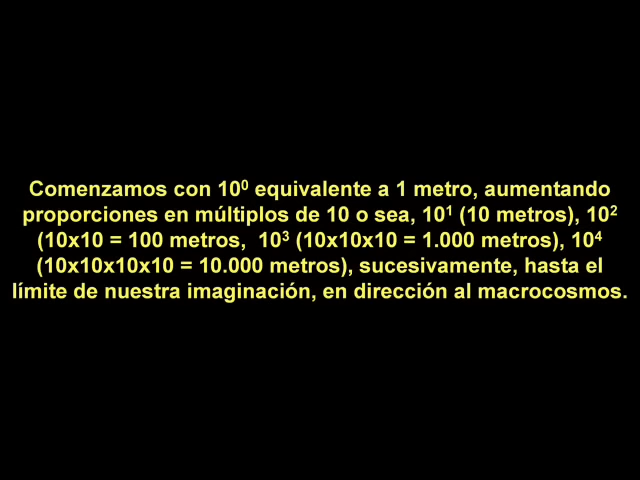 Comenzamos con 10⁰ equivalente a 1 metro, aumentando
proporciones en múltiplos de 10 o sea, 10¹ (10 metros), 10²
(10x10 = 100 metros,  10³ (10x10x10 = 1.000 metros), 10⁴
(10x10x10x10 = 10.000 metros), sucesivamente, hasta el
límite de nuestra imaginación, en dirección al macrocosmos.